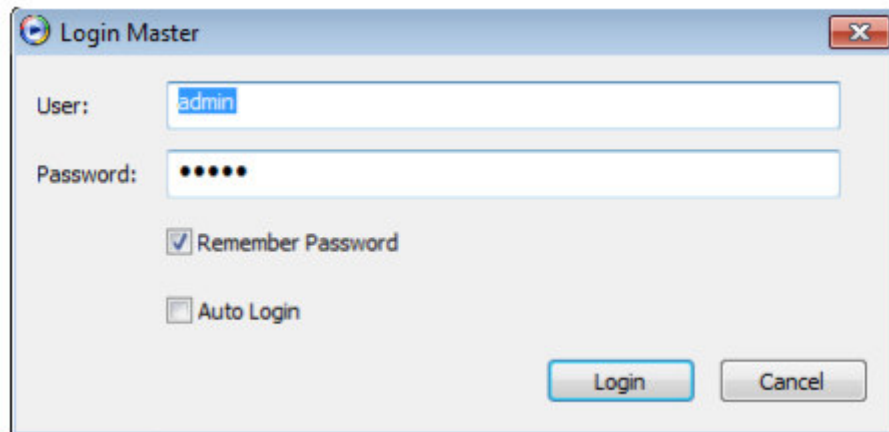 Login Master
User: admin
Password: •••••
Remember Password
Auto Login
Login Cancel